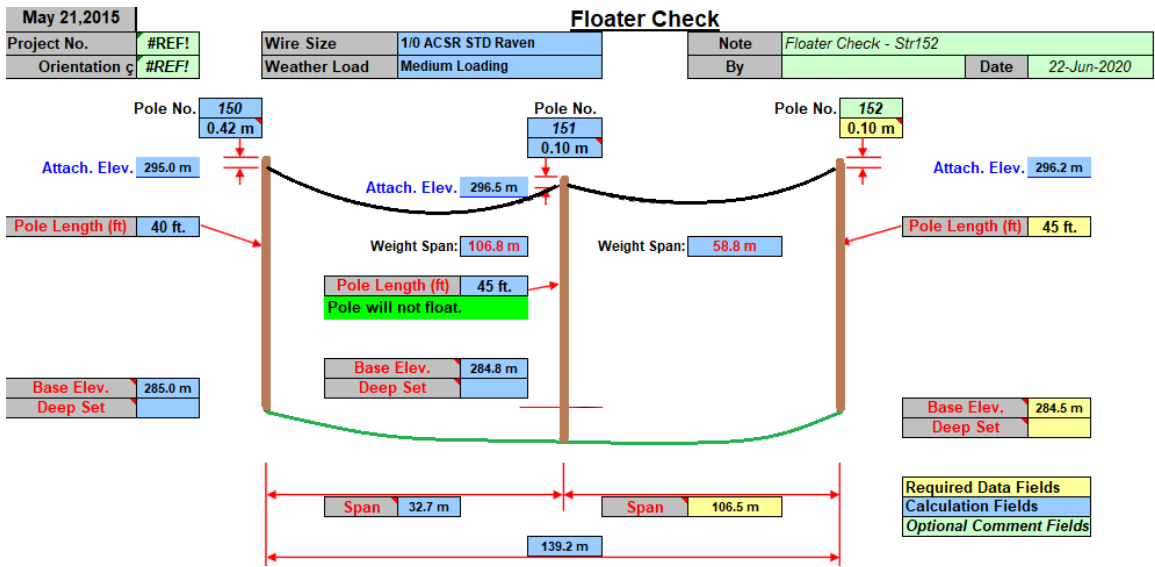 May 21,2015
Floater Check
Project No. #REF!
Wire Size 1/0 ACSR STD Raven
Note Floater Check - Str152
Orientation ç #REF!
Weather Load Medium Loading
By Date 22-Jun-2020
Pole No. 150
0.42 m
Pole No.
151
0.10 m
Pole No. 152
0.10 m
Attach. Elev. 295.0 m
Attach. Elev. 296.5 m
Attach. Elev. 296.2 m
Pole Length (ft) 40 ft.
Pole Length (ft) 45 ft.
Weight Span: 106.8 m
Weight Span: 58.8 m
Pole Length (ft) 45 ft.
Pole will not float.
Base Elev. 284.8 m
Deep Set
Base Elev. 285.0 m
Deep Set
Base Elev. 284.5 m
Deep Set
Span 32.7 m
Span 106.5 m
139.2 m
Required Data Fields
Calculation Fields
Optional Comment Fields